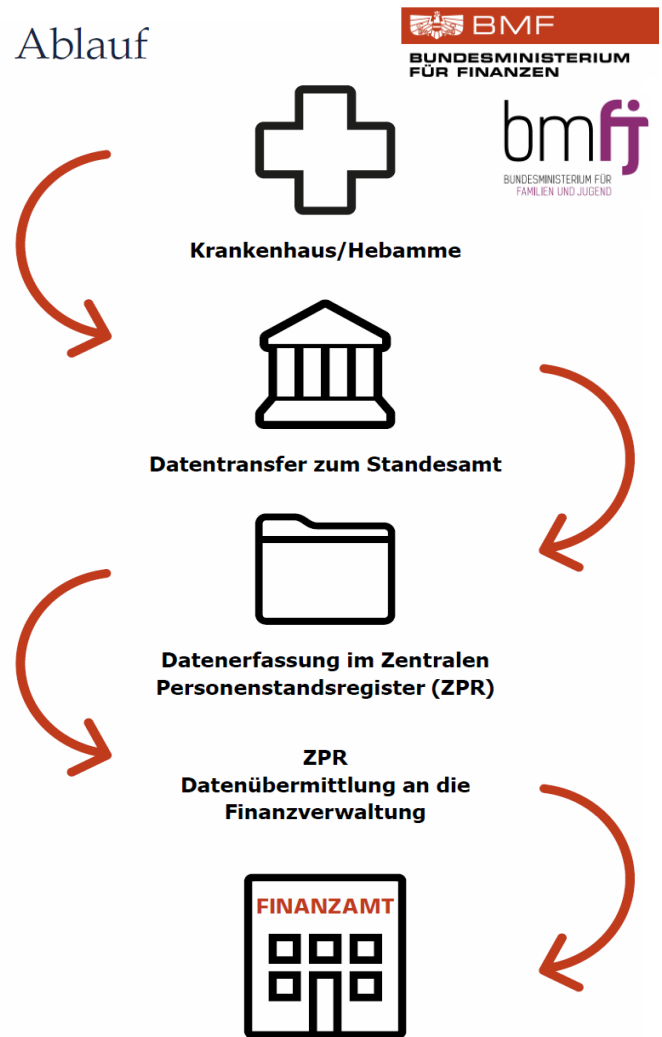 Ablauf
BMF
BUNDESMINISTERIUM
FÜR FINANZEN
bmfj
BUNDESMINISTERIUM FÜR
FAMILIEN UND JUGEND
Krankenhaus/Hebamme
Datentransfer zum Standesamt
Datenerfassung im Zentralen
Personenstandsregister (ZPR)
ZPR
Datenübermittlung an die
Finanzverwaltung
FINANZAMT